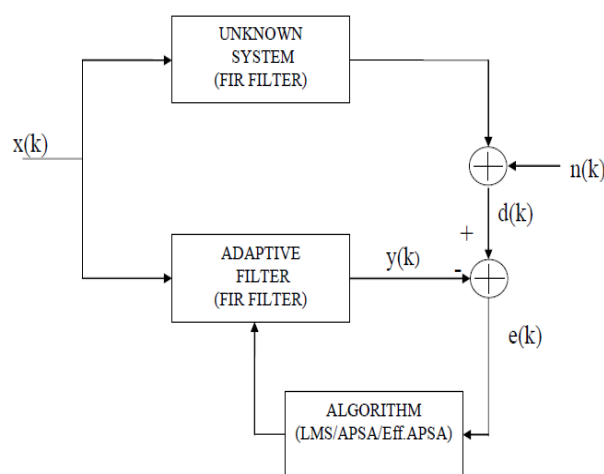 UNKNOWN
SYSTEM
(FIR FILTER)
x(k)
n(k)
d(k)
+
ADAPTIVE
FILTER
(FIR FILTER)
y(k)
-
e(k)
ALGORITHM
(LMS/APSA/Eff.APSA)